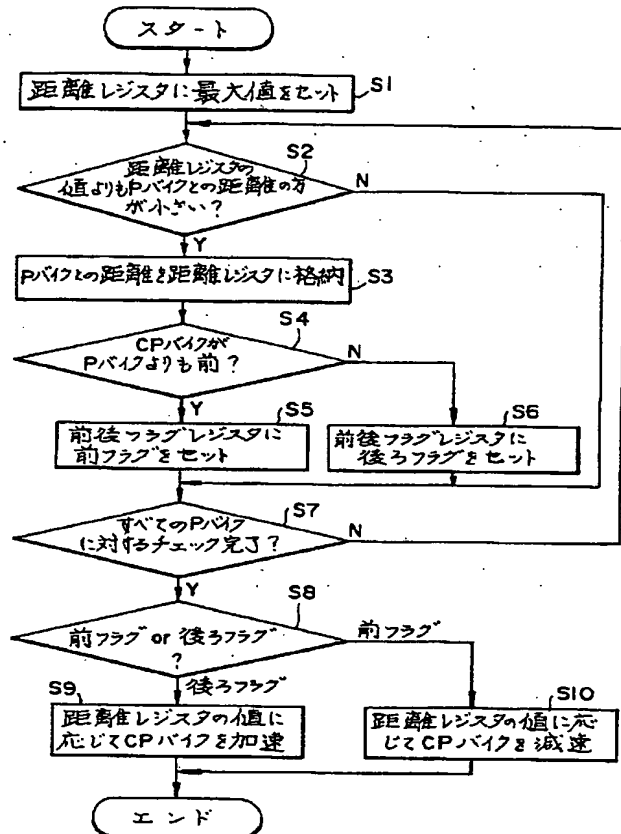 スタート
距離レジスタに最大値をセット
S1
S2
距離レジスタの
値よりもPバイクとの距離の方
が小さい?
N
Y
Pバイクとの距離を距離レジスタに格納
S3
S4
CPバイクが
Pバイクよりも前?
N
Y
S5
前後フラグレジスタに
前フラグをセット
S6
前後フラグレジスタに
後ろフラグをセット
S7
すべてのPバイク
に対するチェック完了?
N
Y
S8
前フラグ or 後ろフラグ
?
前フラグ
後ろフラグ
S9
距離レジスタの値に
応じてCPバイクを加速
S10
距離レジスタの値に応
じてCPバイクを減速
エンド